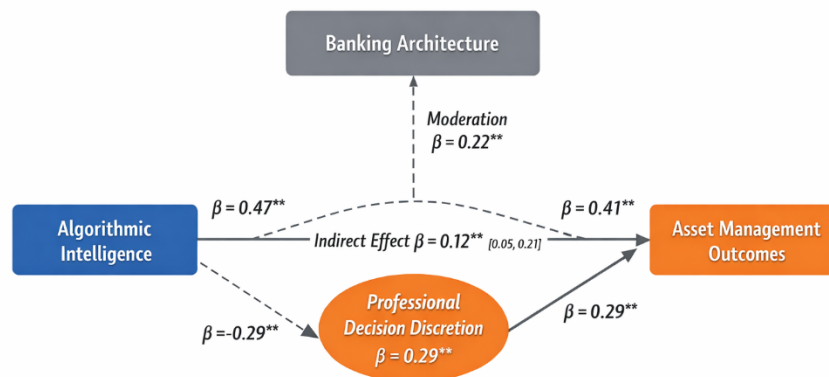 Banking Architecture
Moderation
β = 0.22**
β = 0.47**
β = 0.41**
Algorithmic
Intelligence
Indirect Effect β = 0.12** [0.05, 0.21]
Asset Management
Outcomes
β =-0.29**
Professional
Decision Discretion
β = 0.29**
β = 0.29**